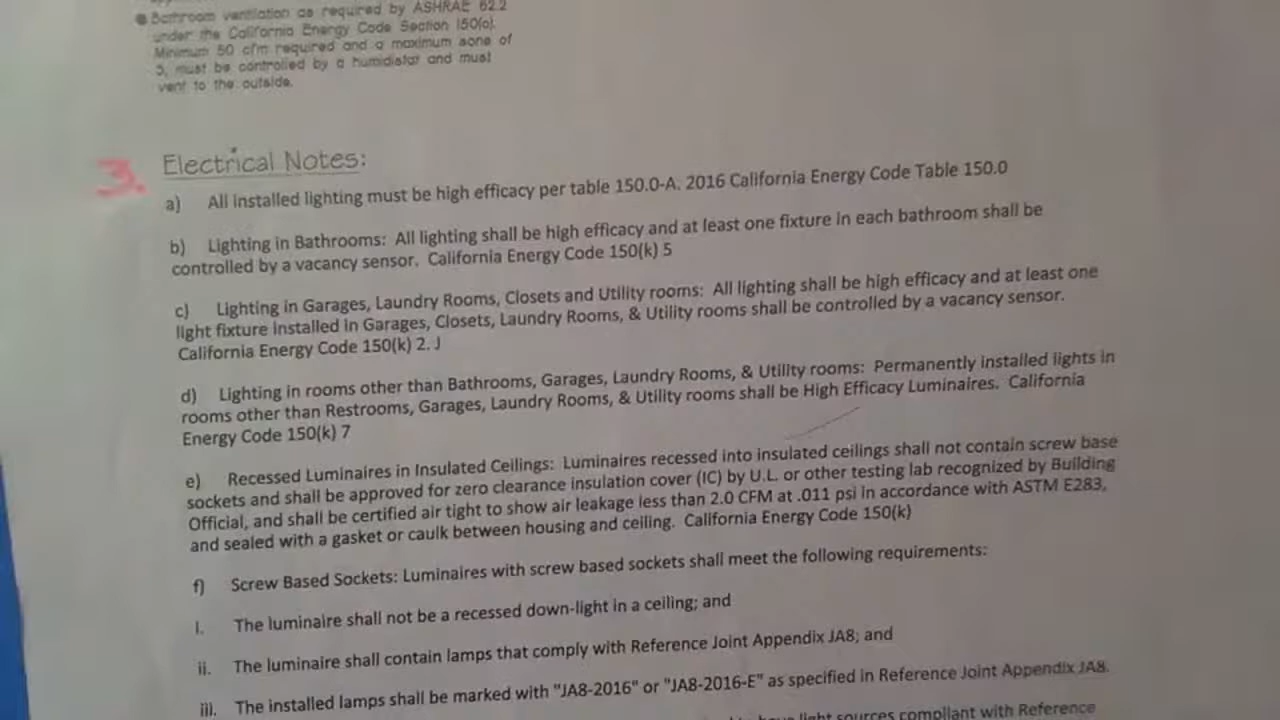 Bathroom ventilation as required by ASHRAE 62.2
under the California Energy Code Section 150(o).
Minimum 50 cfm required and a maximum sone of
3, must be controlled by a humidistat and must
vent to the outside.
3. Electrical Notes:
a) All installed lighting must be high efficacy per table 150.0-A. 2016 California Energy Code Table 150.0
b) Lighting in Bathrooms: All lighting shall be high efficacy and at least one fixture in each bathroom shall be
controlled by a vacancy sensor. California Energy Code 150(k) 5
c) Lighting in Garages, Laundry Rooms, Closets and Utility rooms: All lighting shall be high efficacy and at least one
light fixture installed in Garages, Closets, Laundry Rooms, & Utility rooms shall be controlled by a vacancy sensor.
California Energy Code 150(k) 2. J
d) Lighting in rooms other than Bathrooms, Garages, Laundry Rooms, & Utility rooms: Permanently installed lights in
rooms other than Restrooms, Garages, Laundry Rooms, & Utility rooms shall be High Efficacy Luminaires. California
Energy Code 150(k) 7
e) Recessed Luminaires in Insulated Ceilings: Luminaires recessed into insulated ceilings shall not contain screw base
sockets and shall be approved for zero clearance insulation cover (IC) by U.L. or other testing lab recognized by Building
Official, and shall be certified air tight to show air leakage less than 2.0 CFM at .011 psi in accordance with ASTM E283,
and sealed with a gasket or caulk between housing and ceiling. California Energy Code 150(k)
f) Screw Based Sockets: Luminaires with screw based sockets shall meet the following requirements:
I. The luminaire shall not be a recessed down-light in a ceiling; and
ii. The luminaire shall contain lamps that comply with Reference Joint Appendix JA8; and
iii. The installed lamps shall be marked with "JA8-2016" or "JA8-2016-E" as specified in Reference Joint Appendix JA8.
have light sources compliant with Reference